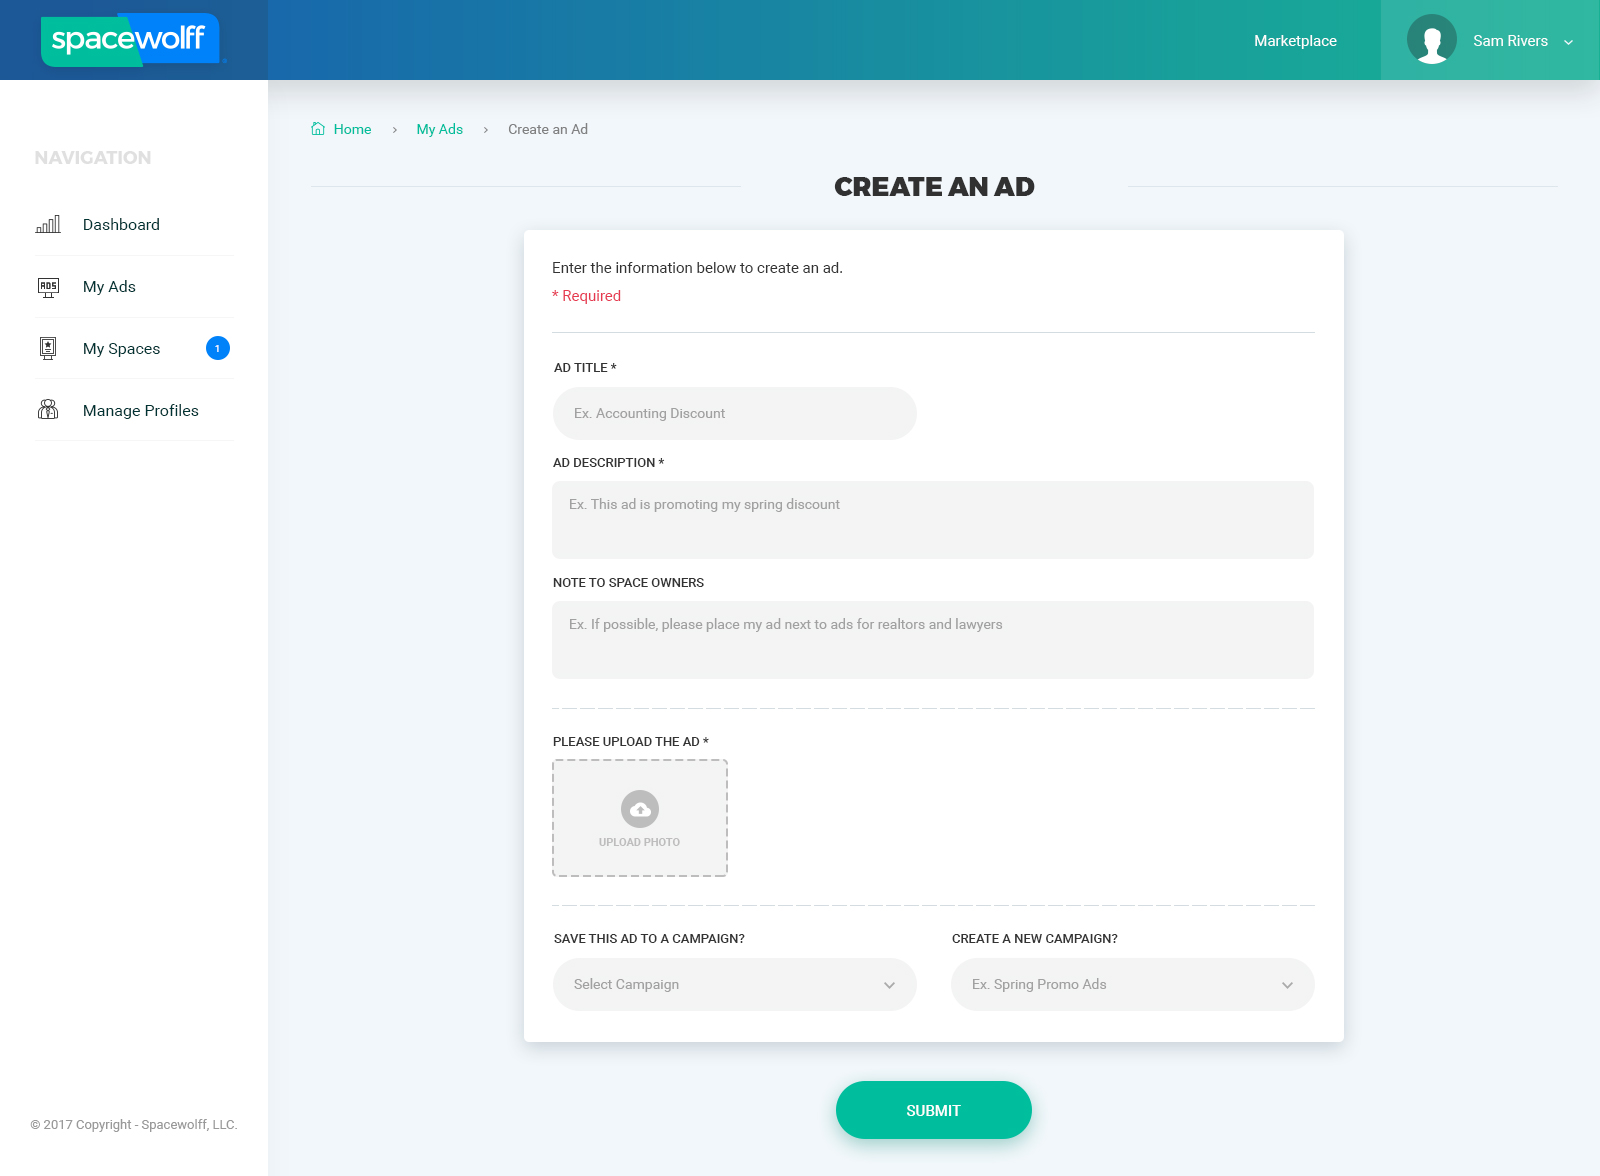 spacewolff
Marketplace
Sam Rivers
NAVIGATION
Dashboard
ADS
My Ads
My Spaces
1
Manage Profiles
© 2017 Copyright - Spacewolff, LLC.
Home > My Ads > Create an Ad
CREATE AN AD
Enter the information below to create an ad.
* Required
AD TITLE *
Ex. Accounting Discount
AD DESCRIPTION *
Ex. This ad is promoting my spring discount
NOTE TO SPACE OWNERS
Ex. If possible, please place my ad next to ads for realtors and lawyers
PLEASE UPLOAD THE AD *
UPLOAD PHOTO
SAVE THIS AD TO A CAMPAIGN?
Select Campaign
CREATE A NEW CAMPAIGN?
Ex. Spring Promo Ads
SUBMIT